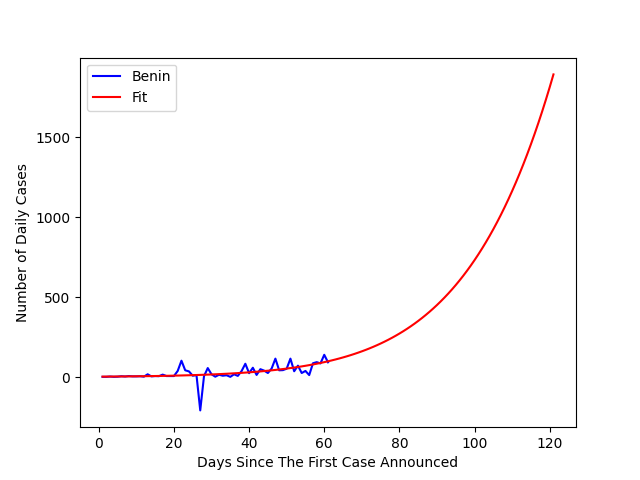 Benin
Fit
Number of Daily Cases
1500
1000
500
0
0 20 40 60 80 100 120
Days Since The First Case Announced